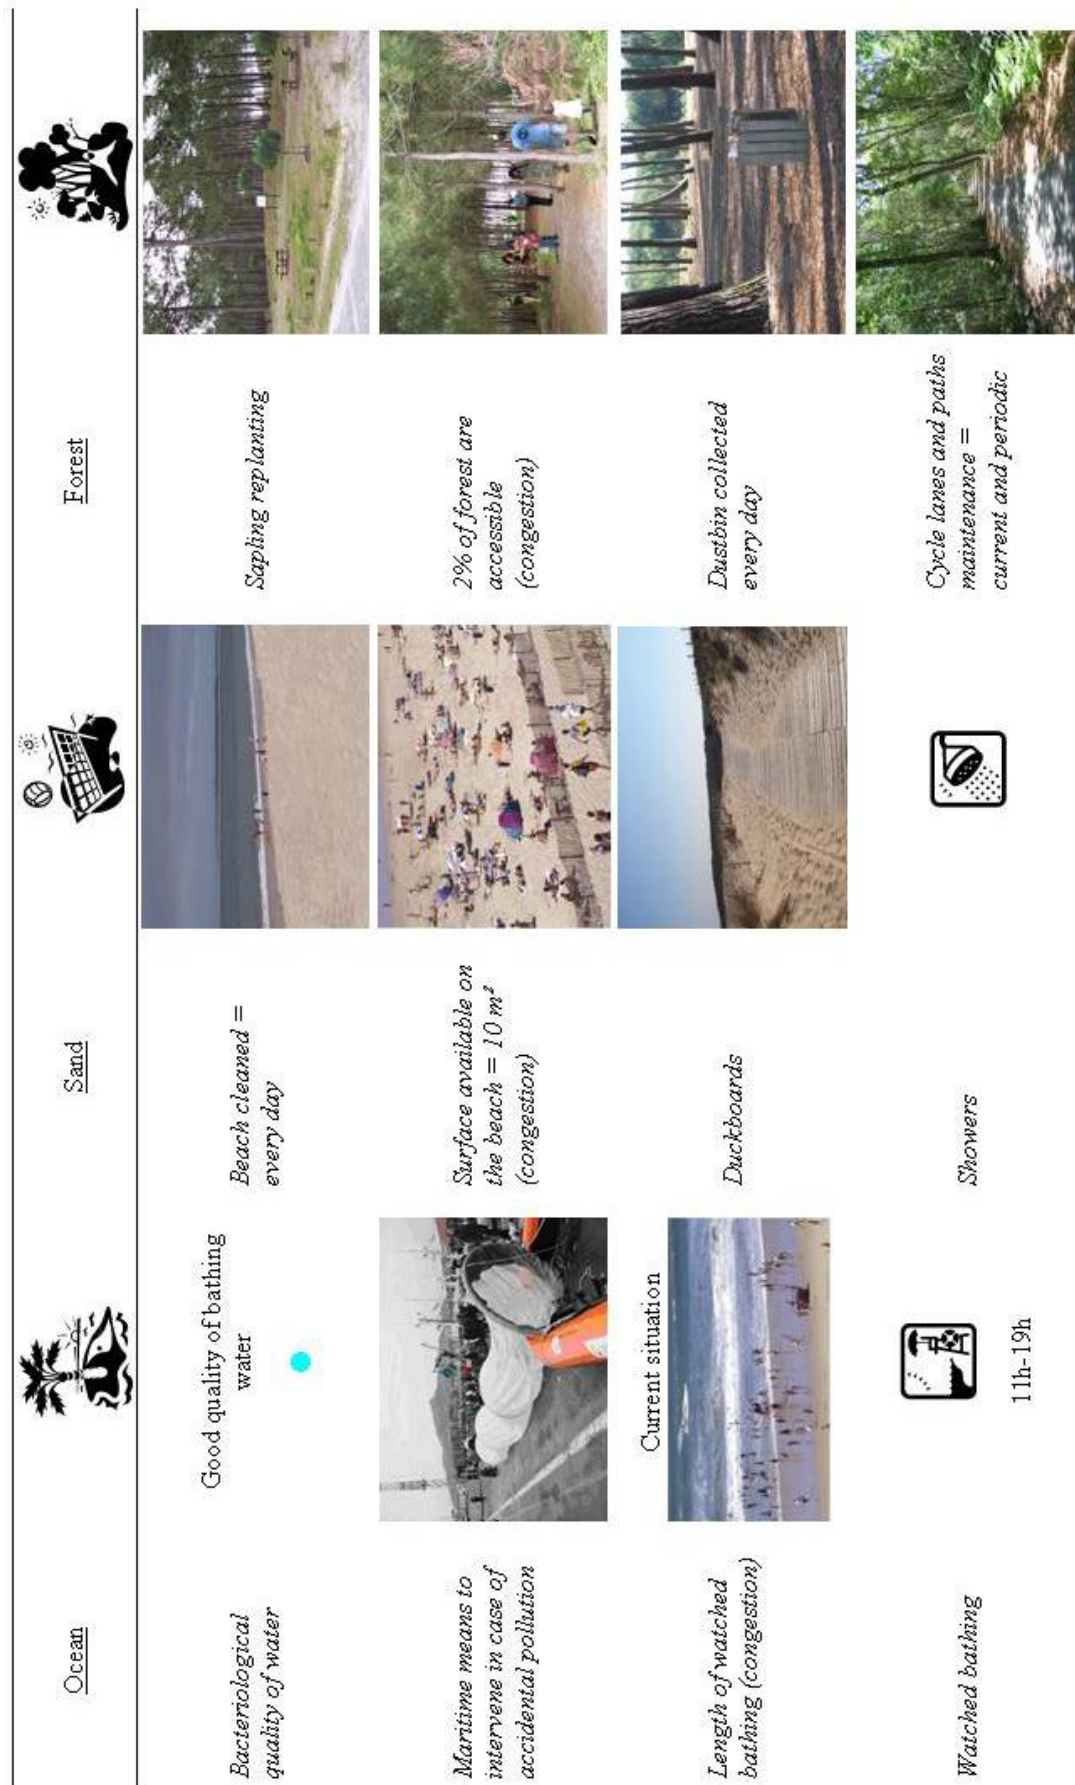 Ocean
Sand
Forest
Bacteriological
quality of water
Good quality of bathing
water
Beach cleaned =
every day
Sapling replanting
Maritime means to
intervene in case of
accidental pollution
Surface available on
the beach = 10 m²
(congestion)
2% of forest are
accessible
(congestion)
Length of watched
bathing (congestion)
Current situation
Duckboards
Dustbin collected
every day
Watched bathing
11h-19h
Showers
Cycle lanes and paths
maintenance =
current and periodic